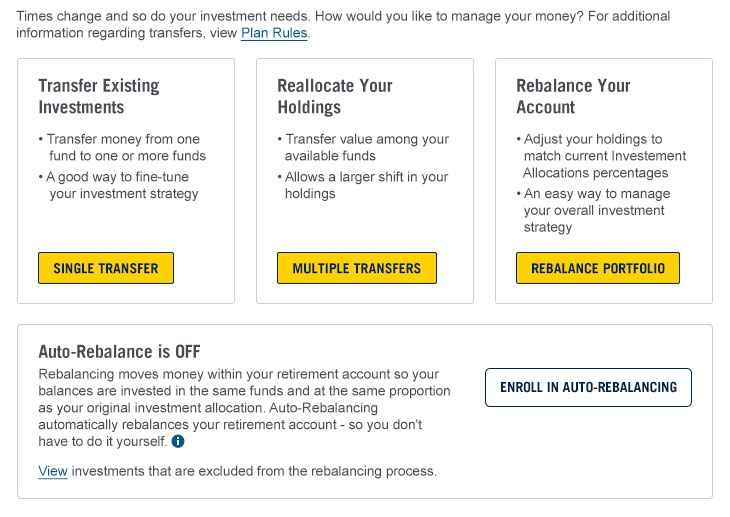 Times change and so do your investment needs. How would you like to manage your money? For additional
information regarding transfers, view Plan Rules.
Transfer Existing
Investments
• Transfer money from one
fund to one or more funds
• A good way to fine-tune
your investment strategy
SINGLE TRANSFER
Reallocate Your
Holdings
• Transfer value among your
available funds
• Allows a larger shift in your
holdings
MULTIPLE TRANSFERS
Rebalance Your
Account
• Adjust your holdings to
match current Investement
Allocations percentages
• An easy way to manage
your overall investment
strategy
REBALANCE PORTFOLIO
Auto-Rebalance is OFF
Rebalancing moves money within your retirement account so your
balances are invested in the same funds and at the same proportion
as your original investment allocation. Auto-Rebalancing
automatically rebalances your retirement account - so you don't
have to do it yourself. i
View investments that are excluded from the rebalancing process.
ENROLL IN AUTO-REBALANCING